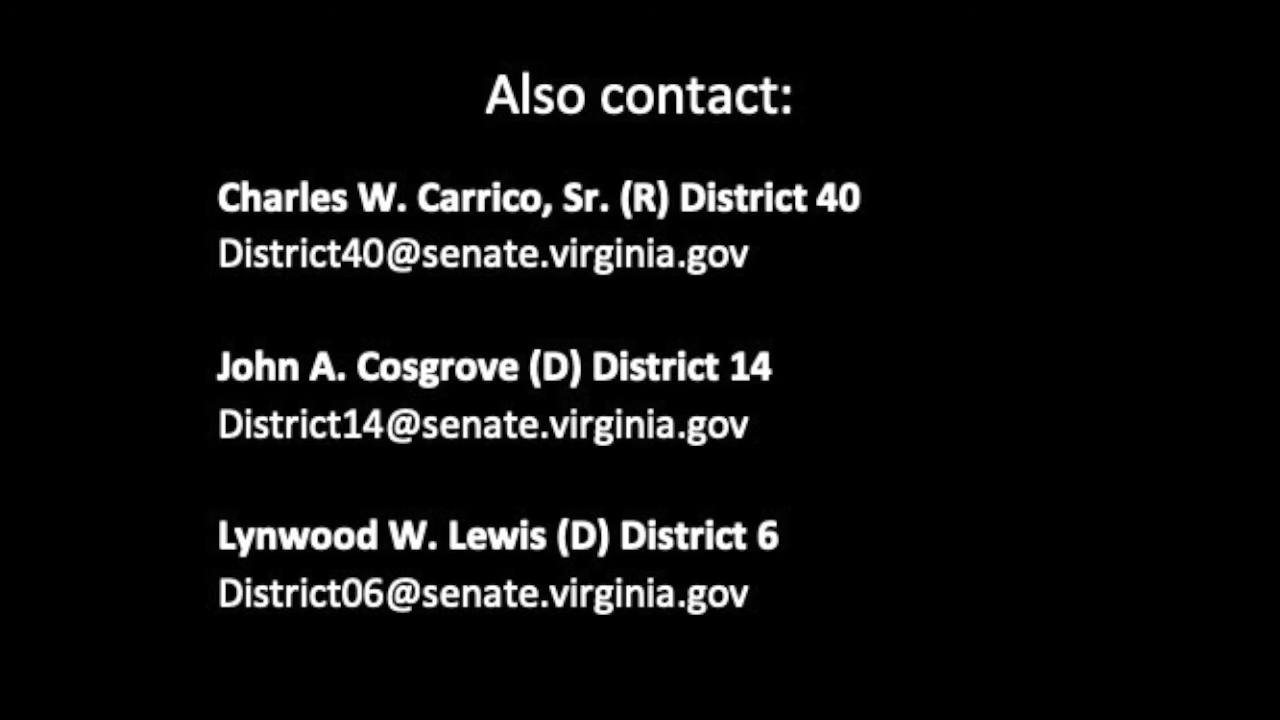 Also contact:
Charles W. Carrico, Sr. (R) District 40
District40@senate.virginia.gov
John A. Cosgrove (D) District 14
District14@senate.virginia.gov
Lynwood W. Lewis (D) District 6
District06@senate.virginia.gov